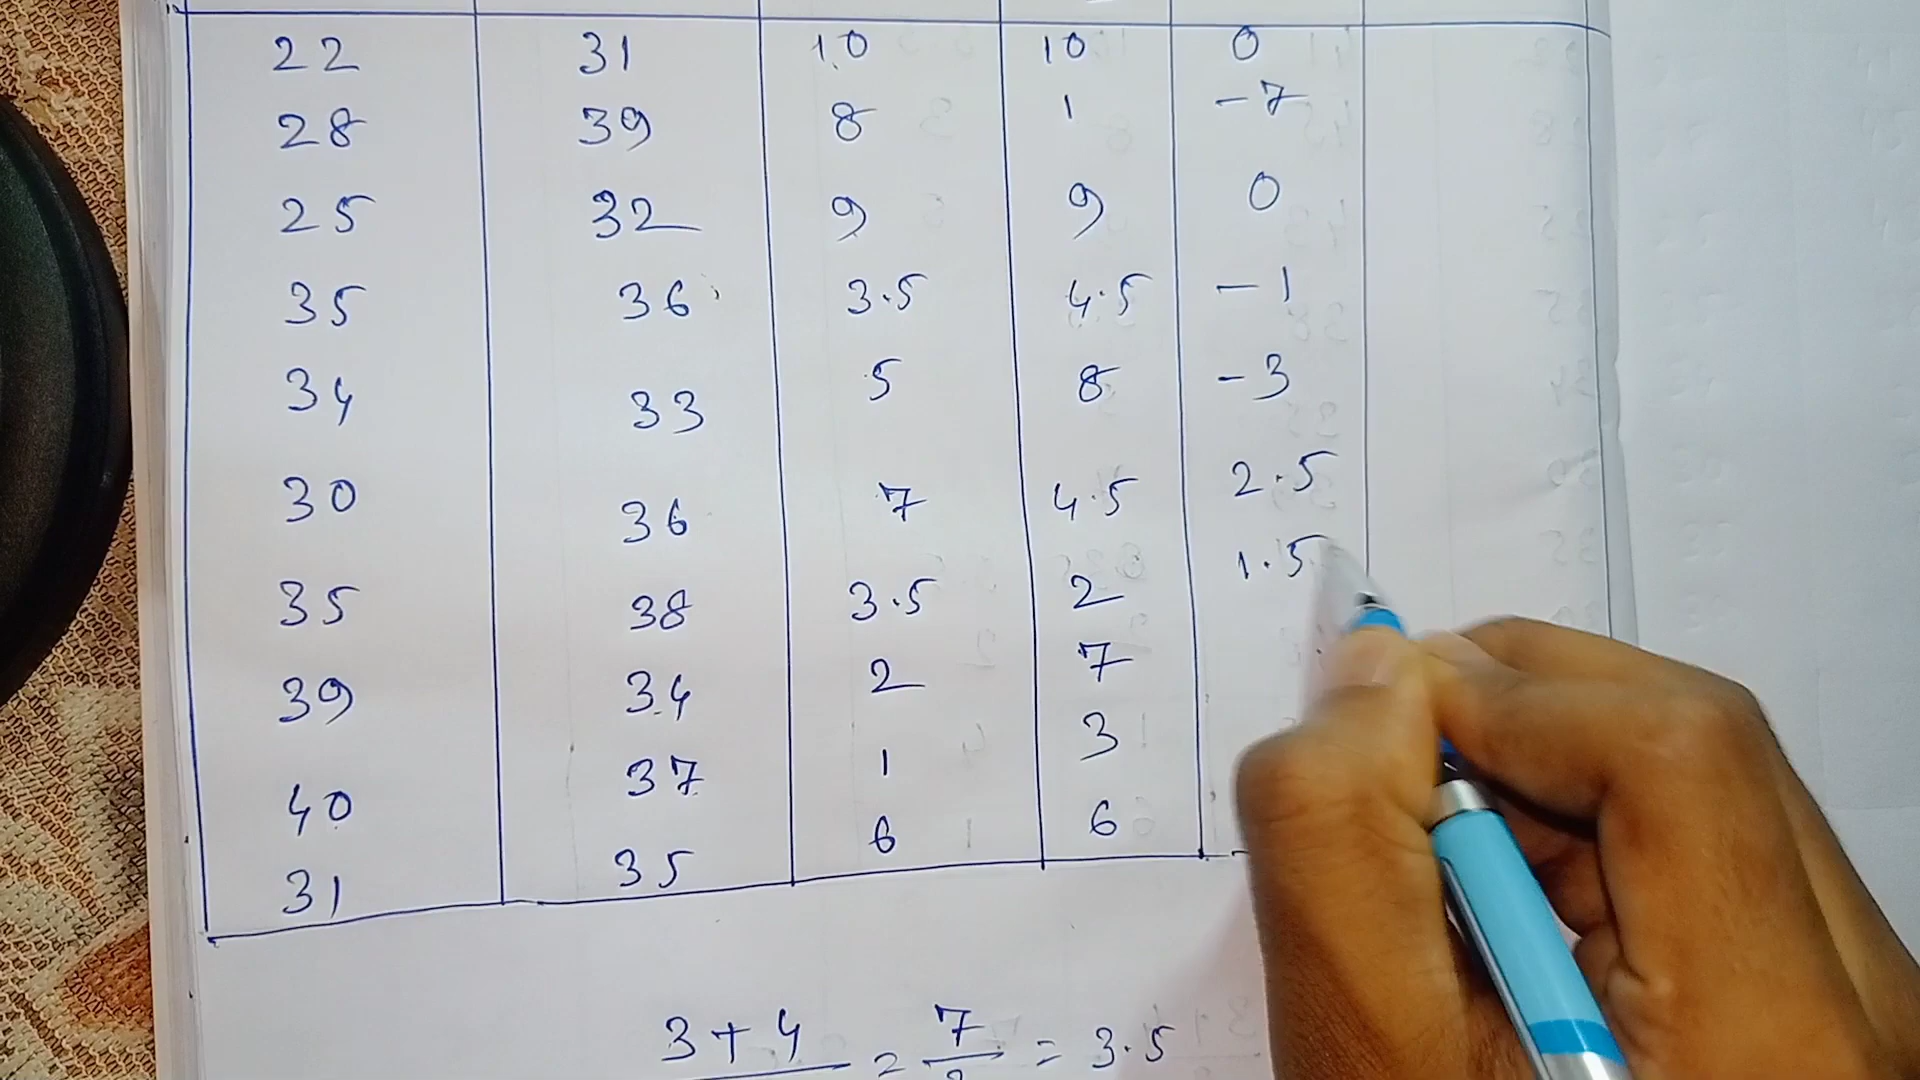 22 31 10 10 0
28 39 8 1 -7
25 32 9 9 0
35 36 3.5 4.5 -1
34 33 5 8 -3
30 36 7 4.5 2.5
35 38 3.5 2 1.5
39 34 2 7
40 37 1 3
31 35 6 6
3+4 = 7 = 3.5